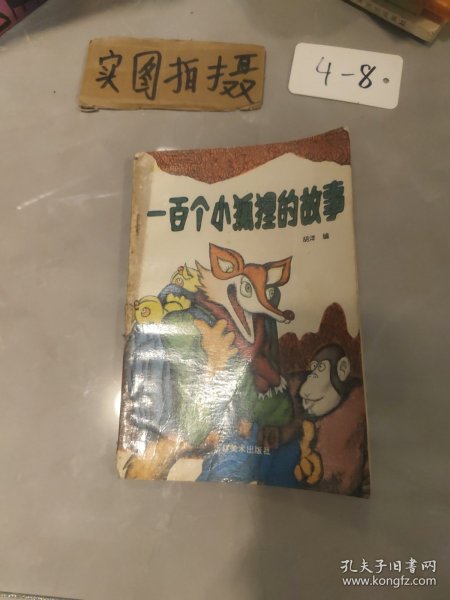 实图拍摄
4-8.
一百个小狐狸的故事
胡洋 编
美术出版社
孔夫子旧书网
www.kongfz.com